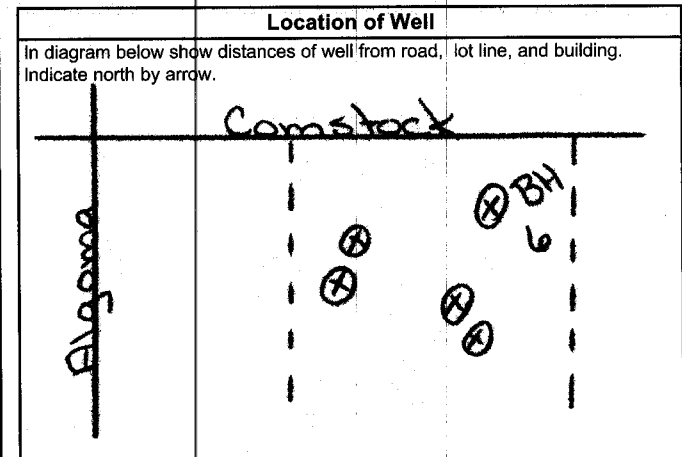 Location of Well
In diagram below show distances of well from road, lot line, and building.
Indicate north by arrow.
Comstock
BH
6
Algoma